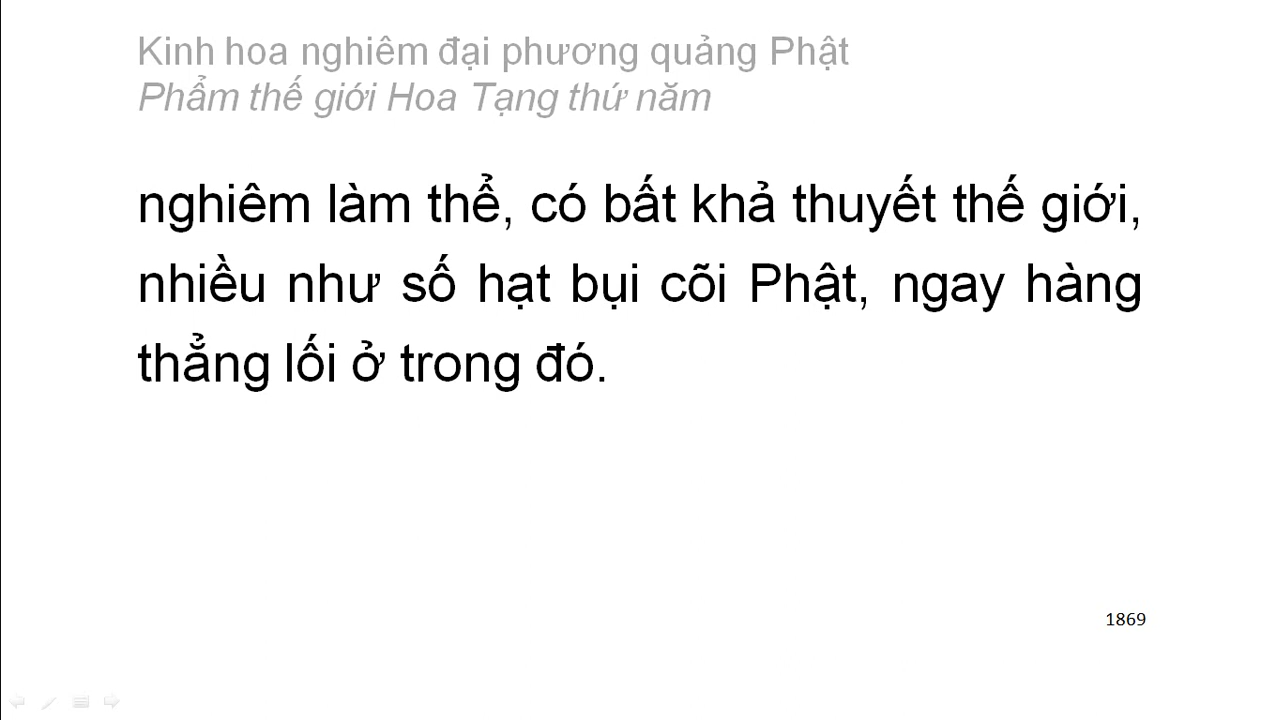 Kinh hoa nghiêm đại phương quảng Phật
Phẩm thế giới Hoa Tạng thứ năm
nghiêm làm thể, có bất khả thuyết thế giới,
nhiều như số hạt bụi cõi Phật, ngay hàng
thẳng lối ở trong đó.
1869